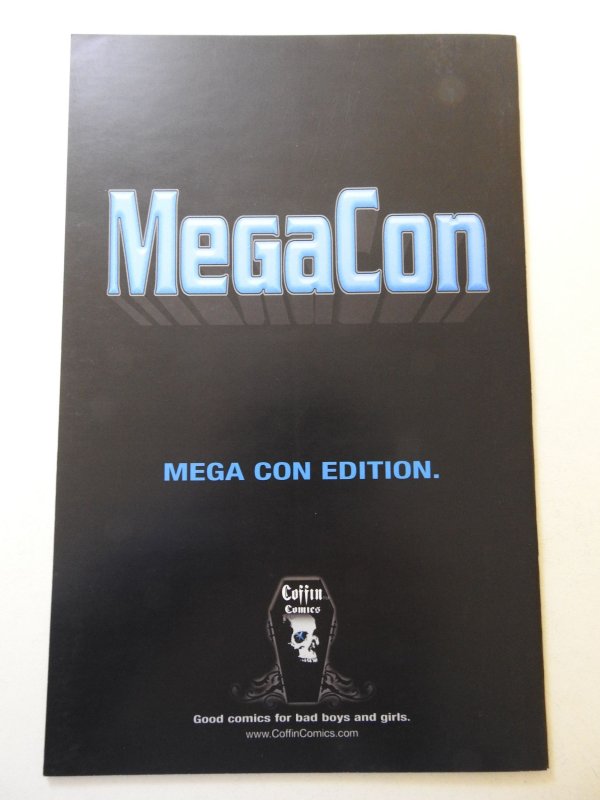 MegaCon
MEGA CON EDITION.
Coffin
Comics
Good comics for bad boys and girls.
www.CoffinComics.com